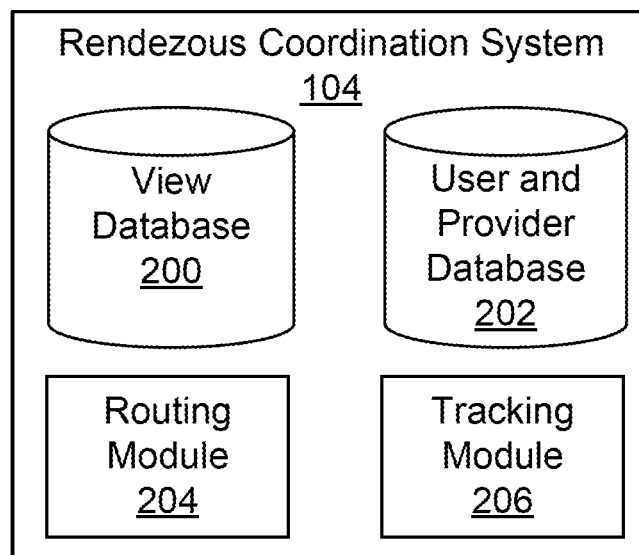 Rendezous Coordination System
104
View
Database
200
User and
Provider
Database
202
Routing
Module
204
Tracking
Module
206